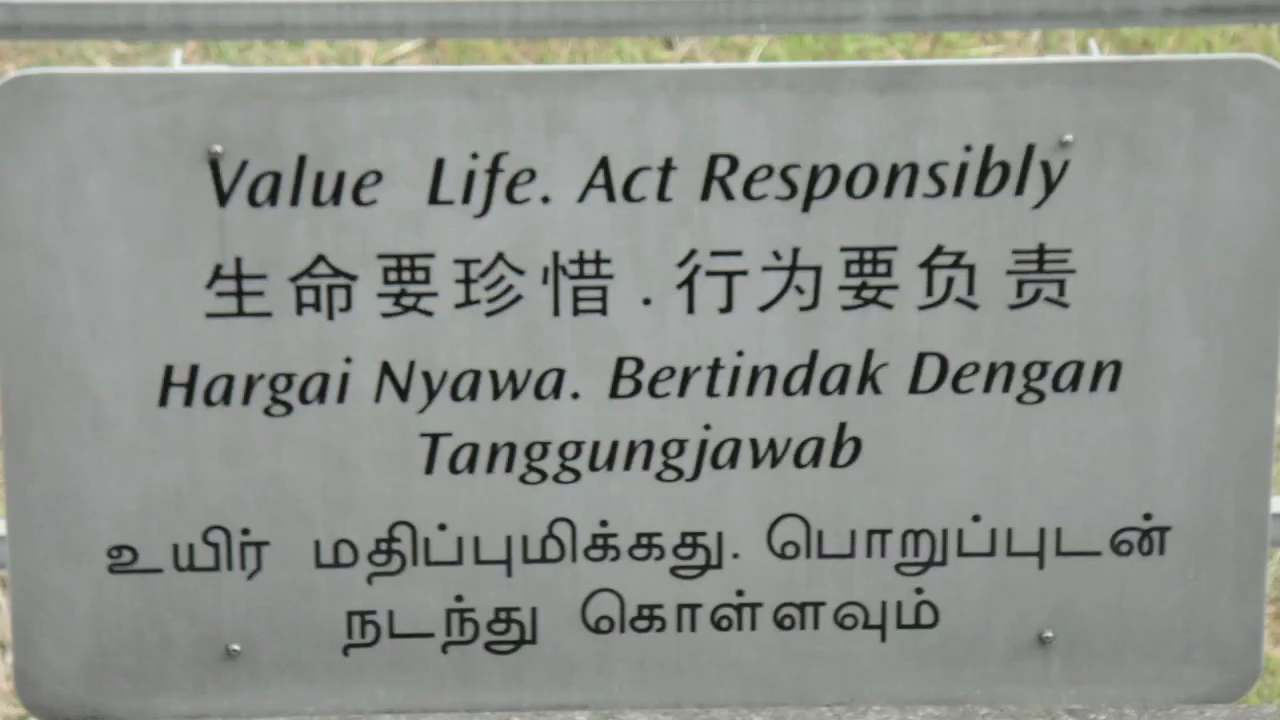 Value Life. Act Responsibly
生命要珍惜.行为要负责
Hargai Nyawa. Bertindak Dengan
Tanggungjawab
உயிர் மதிப்புமிக்கது. பொறுப்புடன்
நடந்து கொள்ளவும்